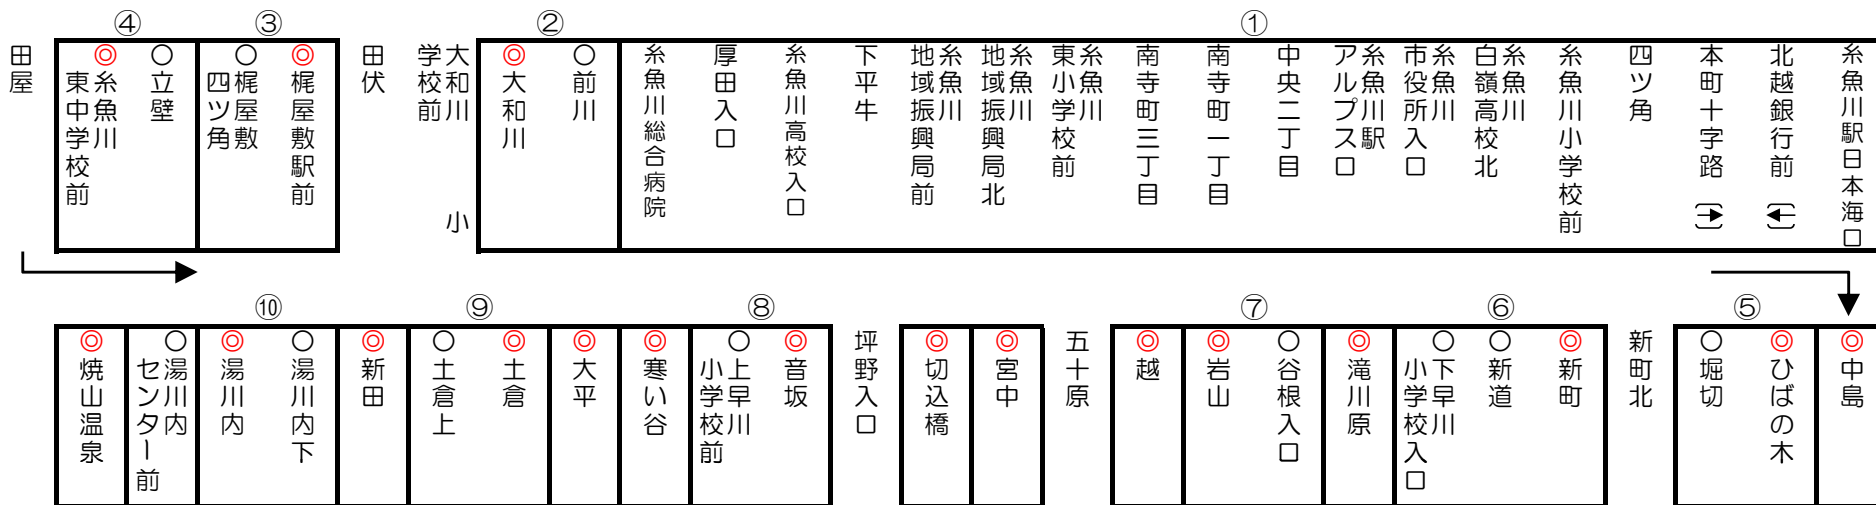 ④
③
②
①
田屋
◎糸魚川東中学校前
○立壁
○梶屋敷四ツ角
◎梶屋敷駅前
田伏
大和川小学校前
◎大和川
○前川
糸魚川総合病院
厚田入口
糸魚川高校入口
下平牛
糸魚川地域振興局前
糸魚川地域振興局北
糸魚川東小学校前
南寺町三丁目
南寺町一丁目
中央二丁目
糸魚川駅アルプス口
糸魚川市役所入口
糸魚川白嶺高校北
糸魚川小学校前
四ツ角
本町十字路(→)
北越銀行前(←)
糸魚川駅日本海口
⑩
⑨
⑧
⑦
⑥
⑤
◎焼山温泉
○湯川内センター前
◎湯川内
○湯川内下
◎新田
○土倉上
◎土倉
◎大平
◎寒い谷
○上早川小学校前
◎音坂
坪野入口
◎切込橋
◎宮中
五十原
◎越
◎岩山
○谷根入口
◎滝川原
○下早川小学校入口
○新道
◎新町
新町北
○堀切
◎ひばの木
◎中島